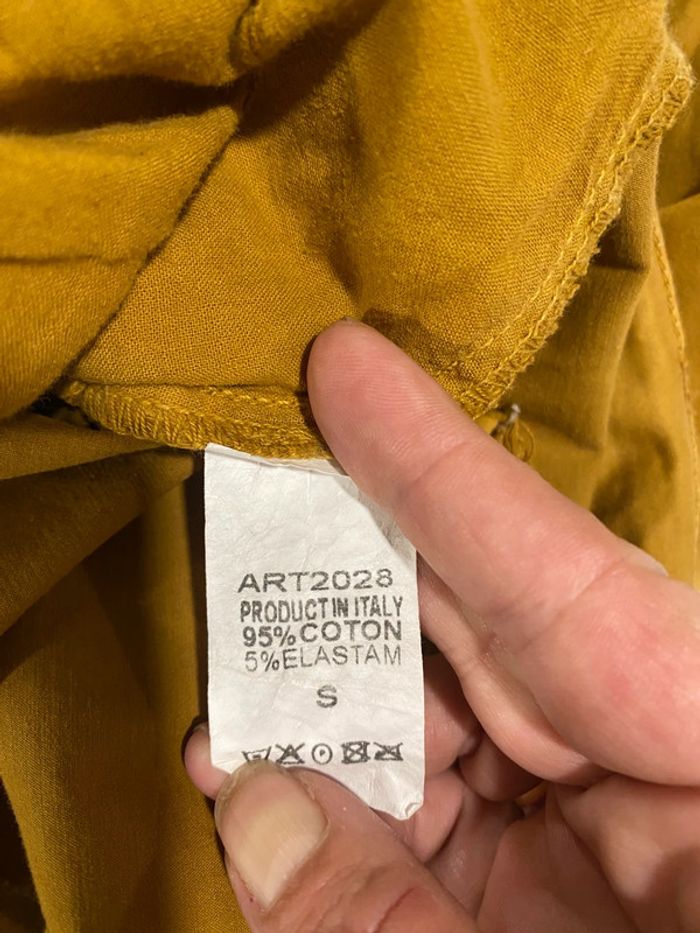 ART2028
PRODUCT IN ITALY
95%COTON
5%ELASTAM
S